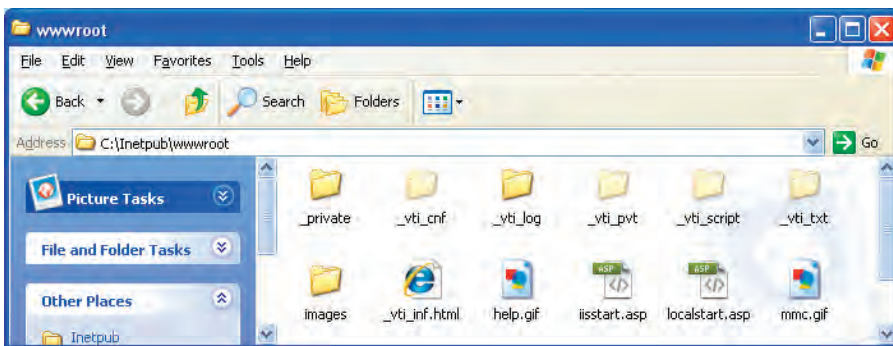 wwwroot
File Edit View Favorites Tools Help
Back Search Folders
Address C:\Inetpub\wwwroot Go
Picture Tasks
File and Folder Tasks
Other Places
Inetpub
_private _vti_cnf _vti_log _vti_pvt _vti_script _vti_txt
images _vti_inf.html help.gif iisstart.asp localstart.asp mmc.gif
ASP ASP